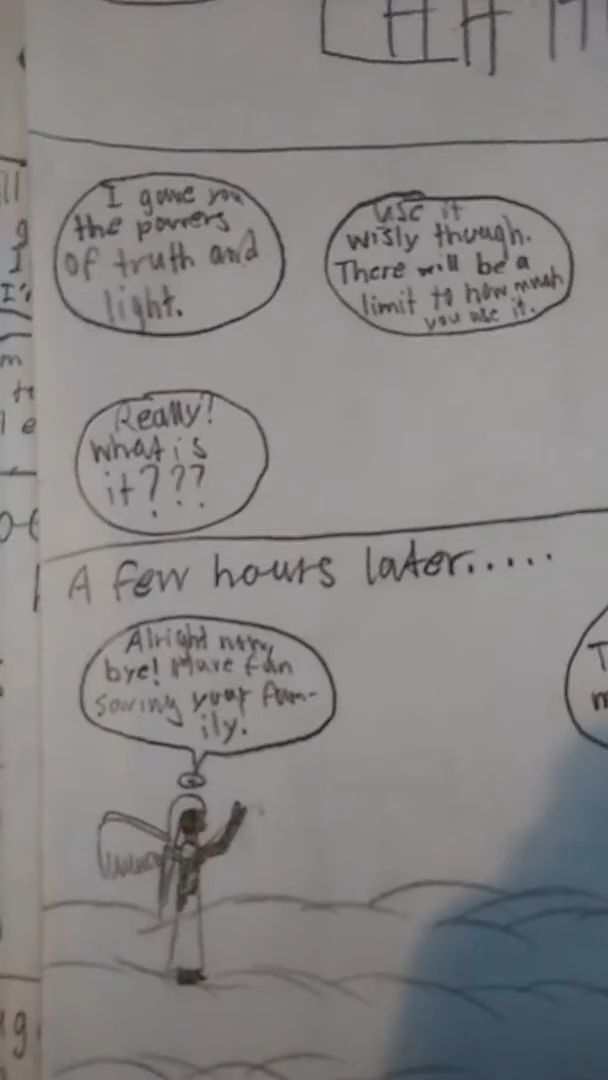 I gave you
the powers
of truth and
light.
use it
wisly though.
There will be a
limit to how mush
you use it.
Really!
what is
it???
A few hours later.....
Alright now,
bye! Have fun
saving your fam-
ily!